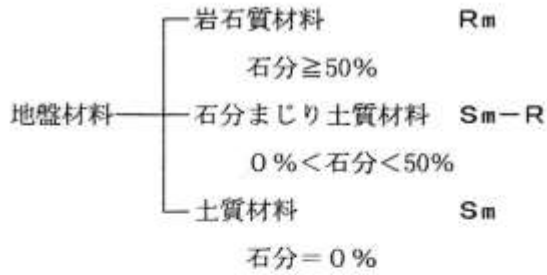 岩石質材料 Rm
石分≧50%
地盤材料 石分まじり土質材料 Sm－R
0%<石分<50%
土質材料 Sm
石分＝0%